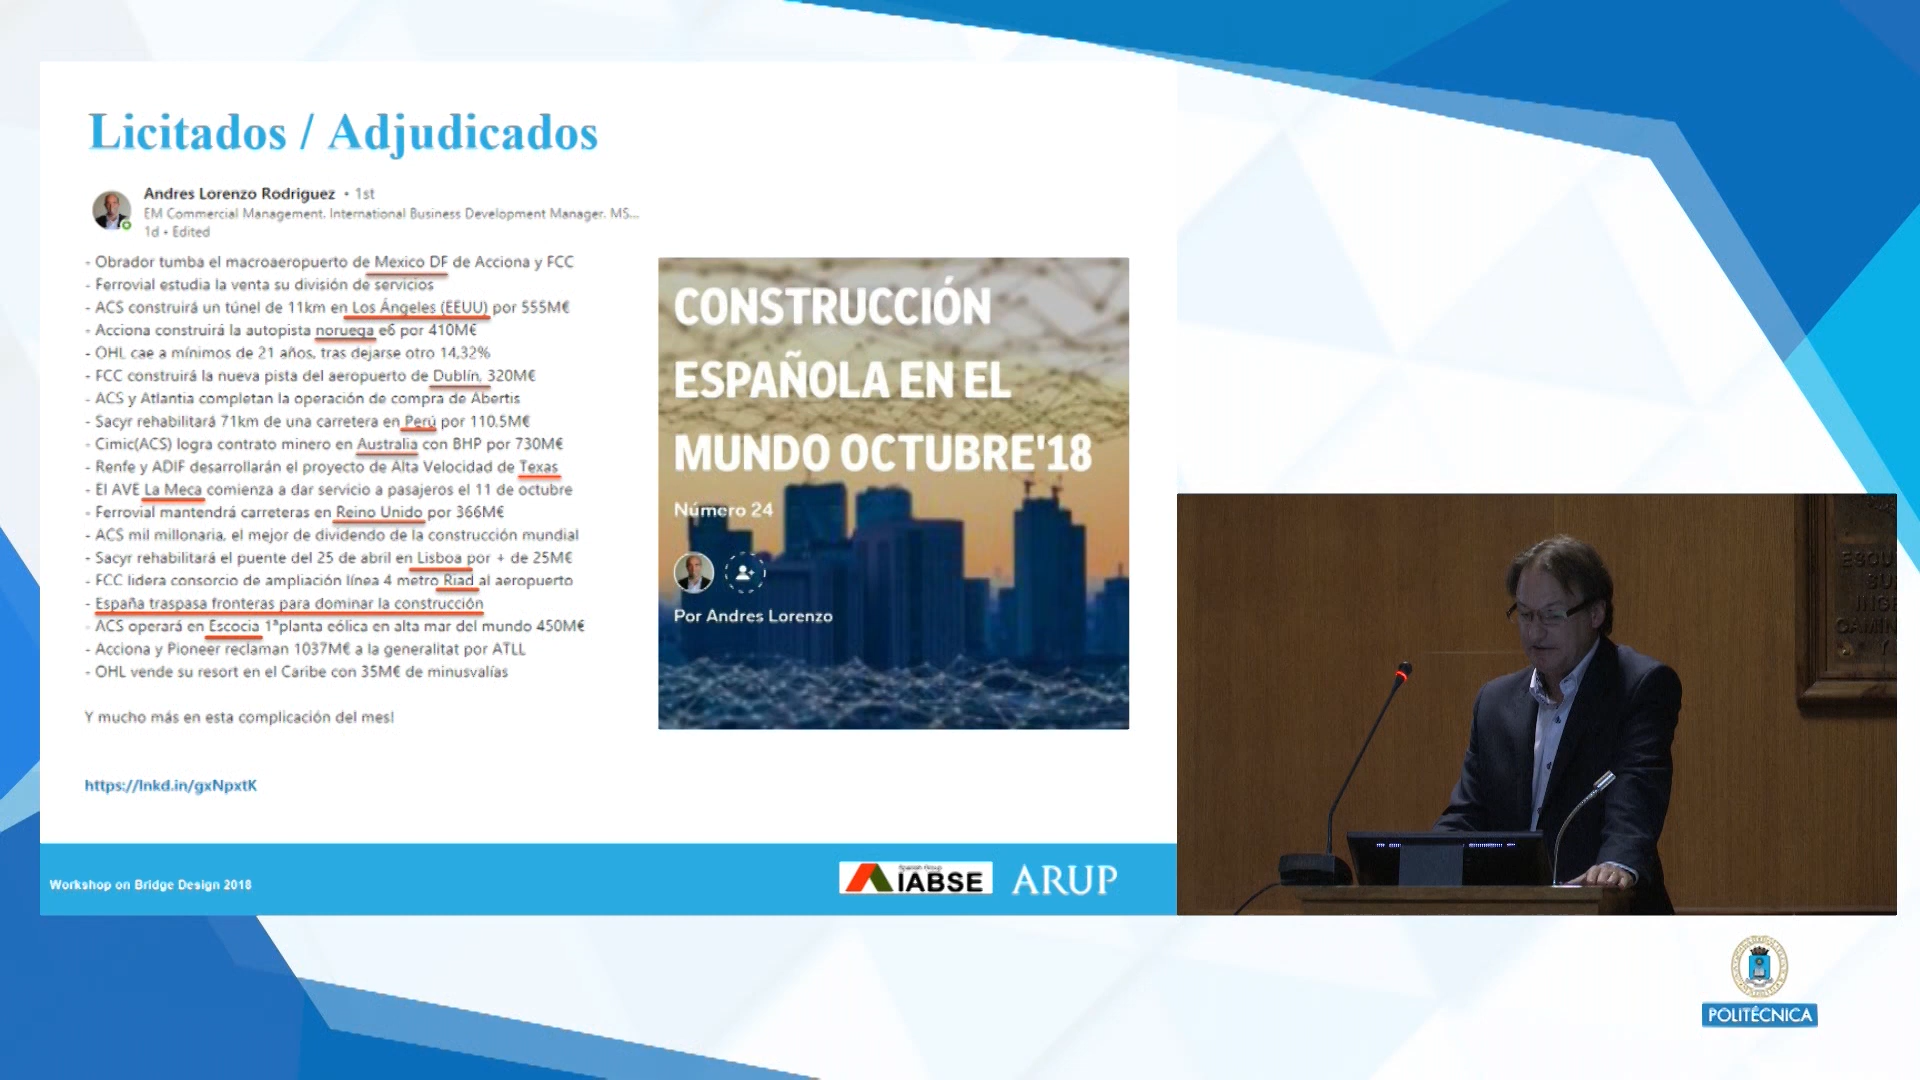 Licitados / Adjudicados
Andres Lorenzo Rodriguez • 1st
EM Commercial Management. International Business Development Manager. MS...
1d • Edited
- Obrador tumba el macroaeropuerto de Mexico DF de Acciona y FCC
- Ferrovial estudia la venta su división de servicios
- ACS construirá un túnel de 11km en Los Ángeles (EEUU) por 555M€
- Acciona construirá la autopista noruega e6 por 410M€
- OHL cae a mínimos de 21 años, tras dejarse otro 14,32%
- FCC construirá la nueva pista del aeropuerto de Dublín, 320M€
- ACS y Atlantia completan la operación de compra de Abertis
- Sacyr rehabilitará 71km de una carretera en Perú por 110.5M€
- Cimic(ACS) logra contrato minero en Australia con BHP por 730M€
- Renfe y ADIF desarrollarán el proyecto de Alta Velocidad de Texas
- El AVE La Meca comienza a dar servicio a pasajeros el 11 de octubre
- Ferrovial mantendrá carreteras en Reino Unido por 366M€
- ACS mil millonaria, el mejor de dividendo de la construcción mundial
- Sacyr rehabilitará el puente del 25 de abril en Lisboa por + de 25M€
- FCC lidera consorcio de ampliación línea 4 metro Riad al aeropuerto
- España traspasa fronteras para dominar la construcción
- ACS operará en Escocia 1ªplanta eólica en alta mar del mundo 450M€
- Acciona y Pioneer reclaman 1037M€ a la generalitat por ATLL
- OHL vende su resort en el Caribe con 35M€ de minusvalías
Y mucho más en esta complicación del mes!
https://lnkd.in/gxNpxtK
CONSTRUCCIÓN
ESPAÑOLA EN EL
MUNDO OCTUBRE'18
Número 24
Por Andres Lorenzo
Workshop on Bridge Design 2018
Spanish Group
IABSE
ARUP
POLITÉCNICA